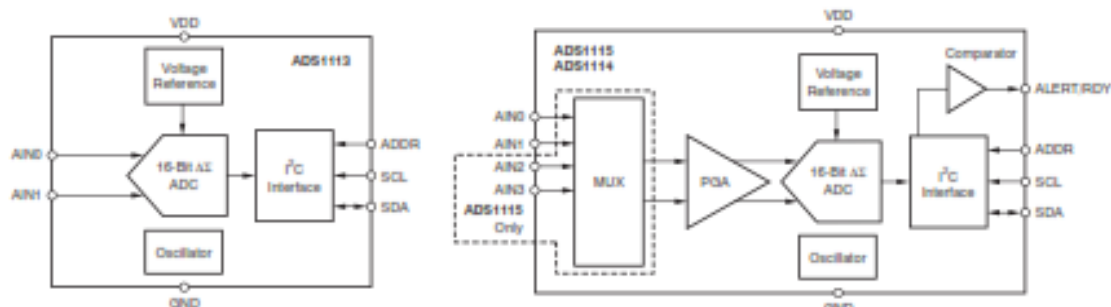 VDD
ADS1113
Voltage
Reference
AIN0
AIN1
16-Bit ΔΣ
ADC
I²C
Interface
ADDR
SCL
SDA
Oscillator
GND
VDD
ADS1115
ADS1114
Comparator
Voltage
Reference
ALERT/RDY
AIN0
AIN1
AIN2
AIN3
MUX
PGA
16-Bit ΔΣ
ADC
I²C
Interface
ADDR
SCL
SDA
ADS1115
Only
Oscillator
GND